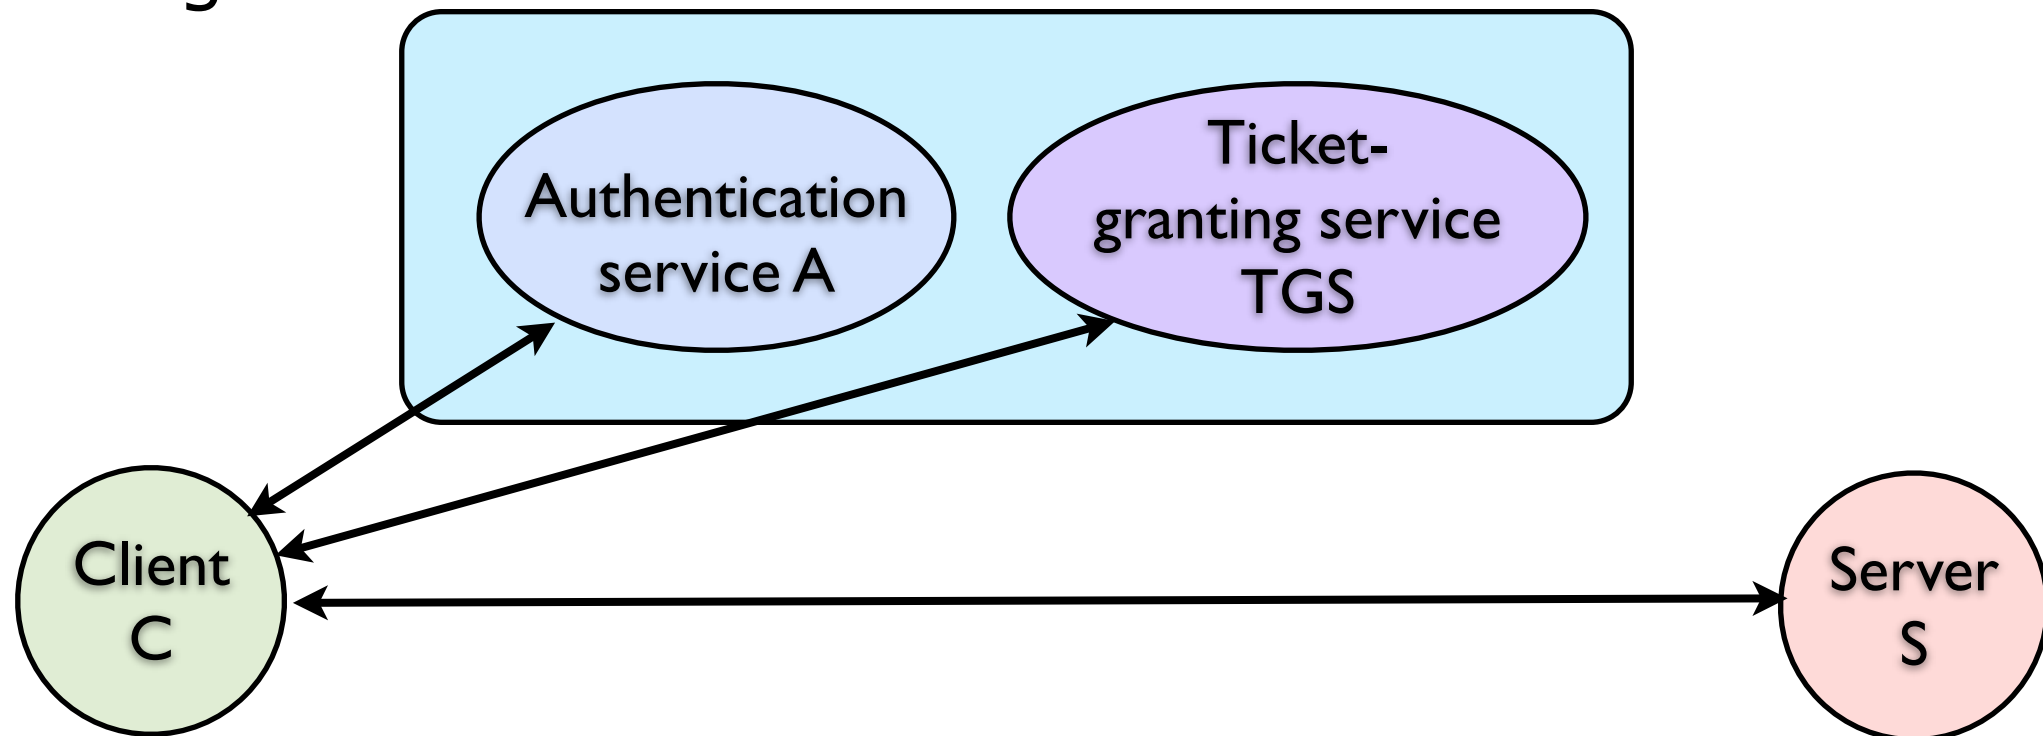 Authentication
service A
Ticket-
granting service
TGS
Client
C
Server
S